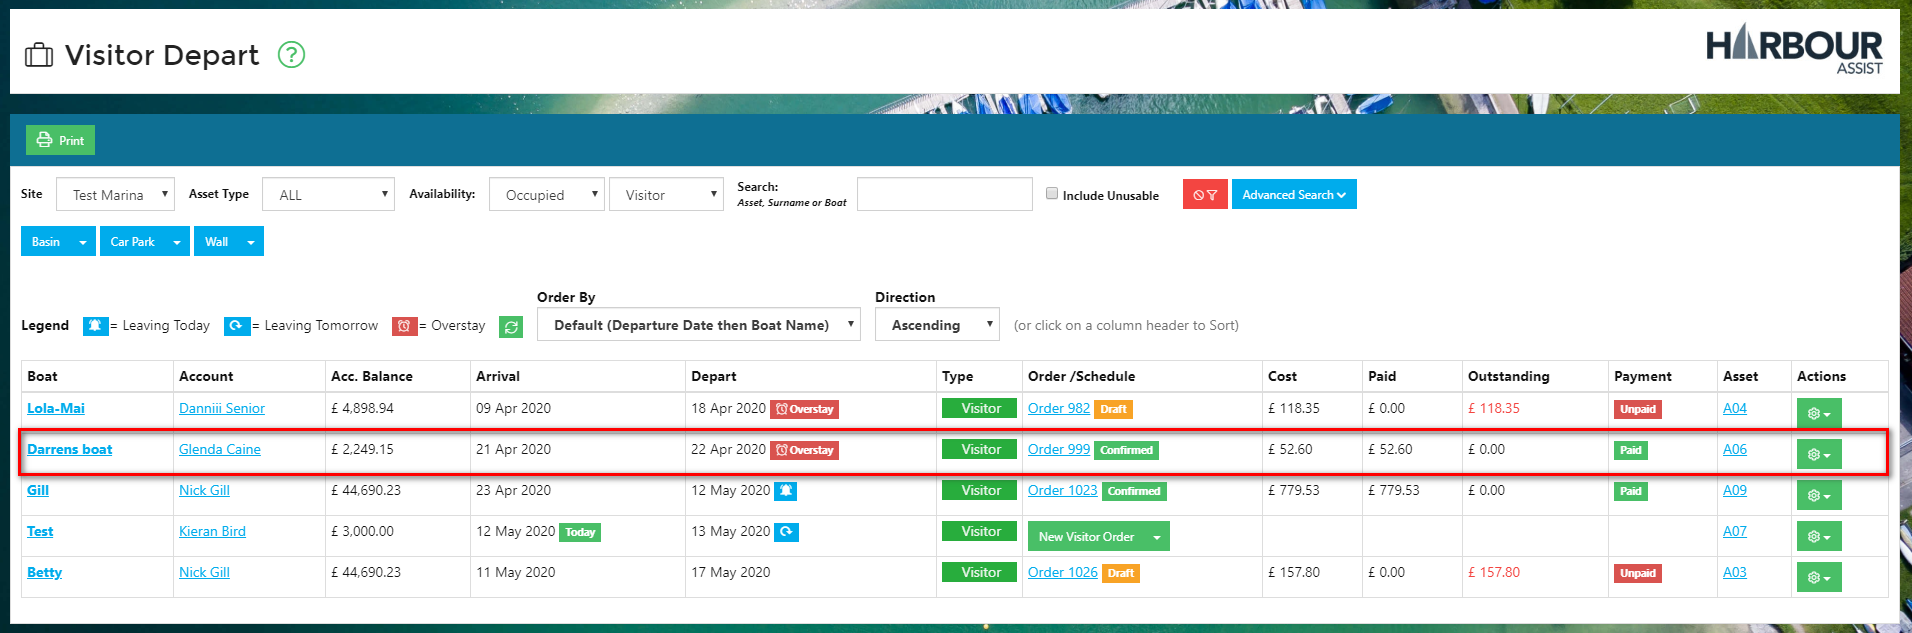 Visitor Depart ?
HARBOUR
ASSIST
Print
Site Test Marina Asset Type ALL Availability: Occupied Visitor Search: Include Unusable Advanced Search
Asset, Surname or Boat
Basin Car Park Wall
Order By Direction
Legend = Leaving Today = Leaving Tomorrow = Overstay Default (Departure Date then Boat Name) Ascending (or click on a column header to Sort)
Boat Account Acc. Balance Arrival Depart Type Order /Schedule Cost Paid Outstanding Payment Asset Actions
Lola-Mai Danniii Senior £ 4,898.94 09 Apr 2020 18 Apr 2020 Overstay Visitor Order 982 Draft £ 118.35 £ 0.00 £ 118.35 Unpaid A04
Darrens boat Glenda Caine £ 2,249.15 21 Apr 2020 22 Apr 2020 Overstay Visitor Order 999 Confirmed £ 52.60 £ 52.60 £ 0.00 Paid A06
Gill Nick Gill £ 44,690.23 23 Apr 2020 12 May 2020 Visitor Order 1023 Confirmed £ 779.53 £ 779.53 £ 0.00 Paid A09
Test Kieran Bird £ 3,000.00 12 May 2020 Today 13 May 2020 Visitor New Visitor Order A07
Betty Nick Gill £ 44,690.23 11 May 2020 17 May 2020 Visitor Order 1026 Draft £ 157.80 £ 0.00 £ 157.80 Unpaid A03